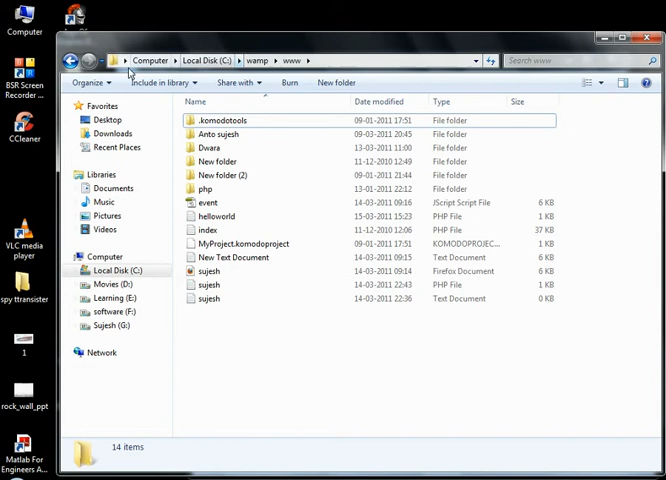 Computer
BSR Screen
Recorder ...
CCleaner
VLC media
player
spy ttransister
1
rock_wall_ppt
Matlab For
Engineers A...
Computer Local Disk (C:) wamp www
Search www
Organize Include in library Share with Burn New folder
Favorites
Desktop
Downloads
Recent Places
Libraries
Documents
Music
Pictures
Videos
Computer
Local Disk (C:)
Movies (D:)
Learning (E:)
software (F:)
Sujesh (G:)
Network
Name Date modified Type Size
.komodotools 09-01-2011 17:51 File folder
Anto sujesh 09-03-2011 20:45 File folder
Dwara 13-03-2011 11:00 File folder
New folder 11-12-2010 12:49 File folder
New folder (2) 09-01-2011 21:44 File folder
php 13-01-2011 22:12 File folder
event 14-03-2011 09:16 JScript Script File 6 KB
helloworld 15-03-2011 23:23 PHP File 1 KB
index 11-12-2010 12:06 PHP File 37 KB
MyProject.komodoproject 09-01-2011 17:51 KOMODOPROJEC... 1 KB
New Text Document 14-03-2011 09:15 Text Document 6 KB
sujesh 14-03-2011 09:14 Firefox Document 6 KB
sujesh 14-03-2011 22:43 PHP File 1 KB
sujesh 14-03-2011 22:36 Text Document 0 KB
14 items